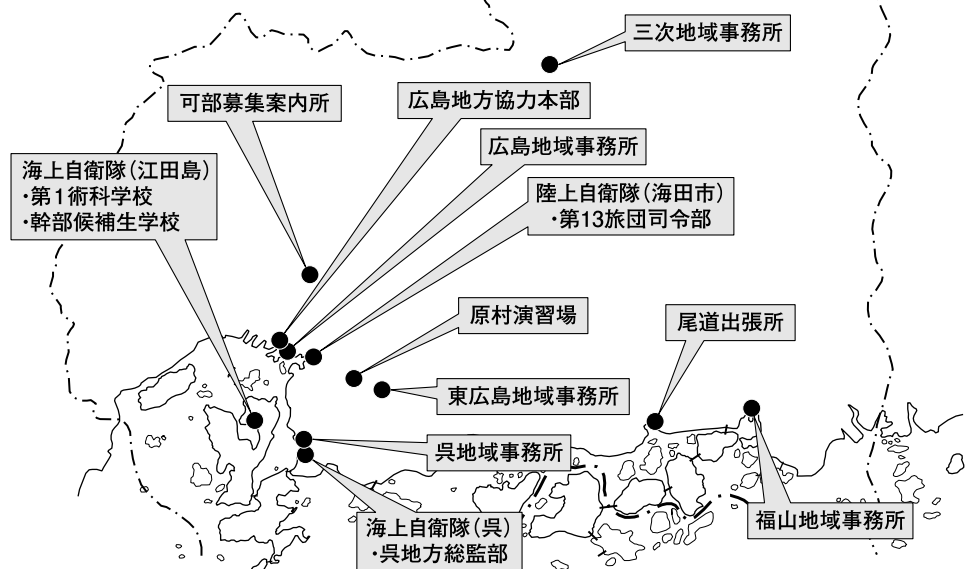 三次地域事務所
可部募集案内所
広島地方協力本部
広島地域事務所
海上自衛隊（江田島）
・第1術科学校
・幹部候補生学校
陸上自衛隊（海田市）
・第13旅団司令部
原村演習場
尾道出張所
東広島地域事務所
呉地域事務所
海上自衛隊（呉）
・呉地方総監部
福山地域事務所